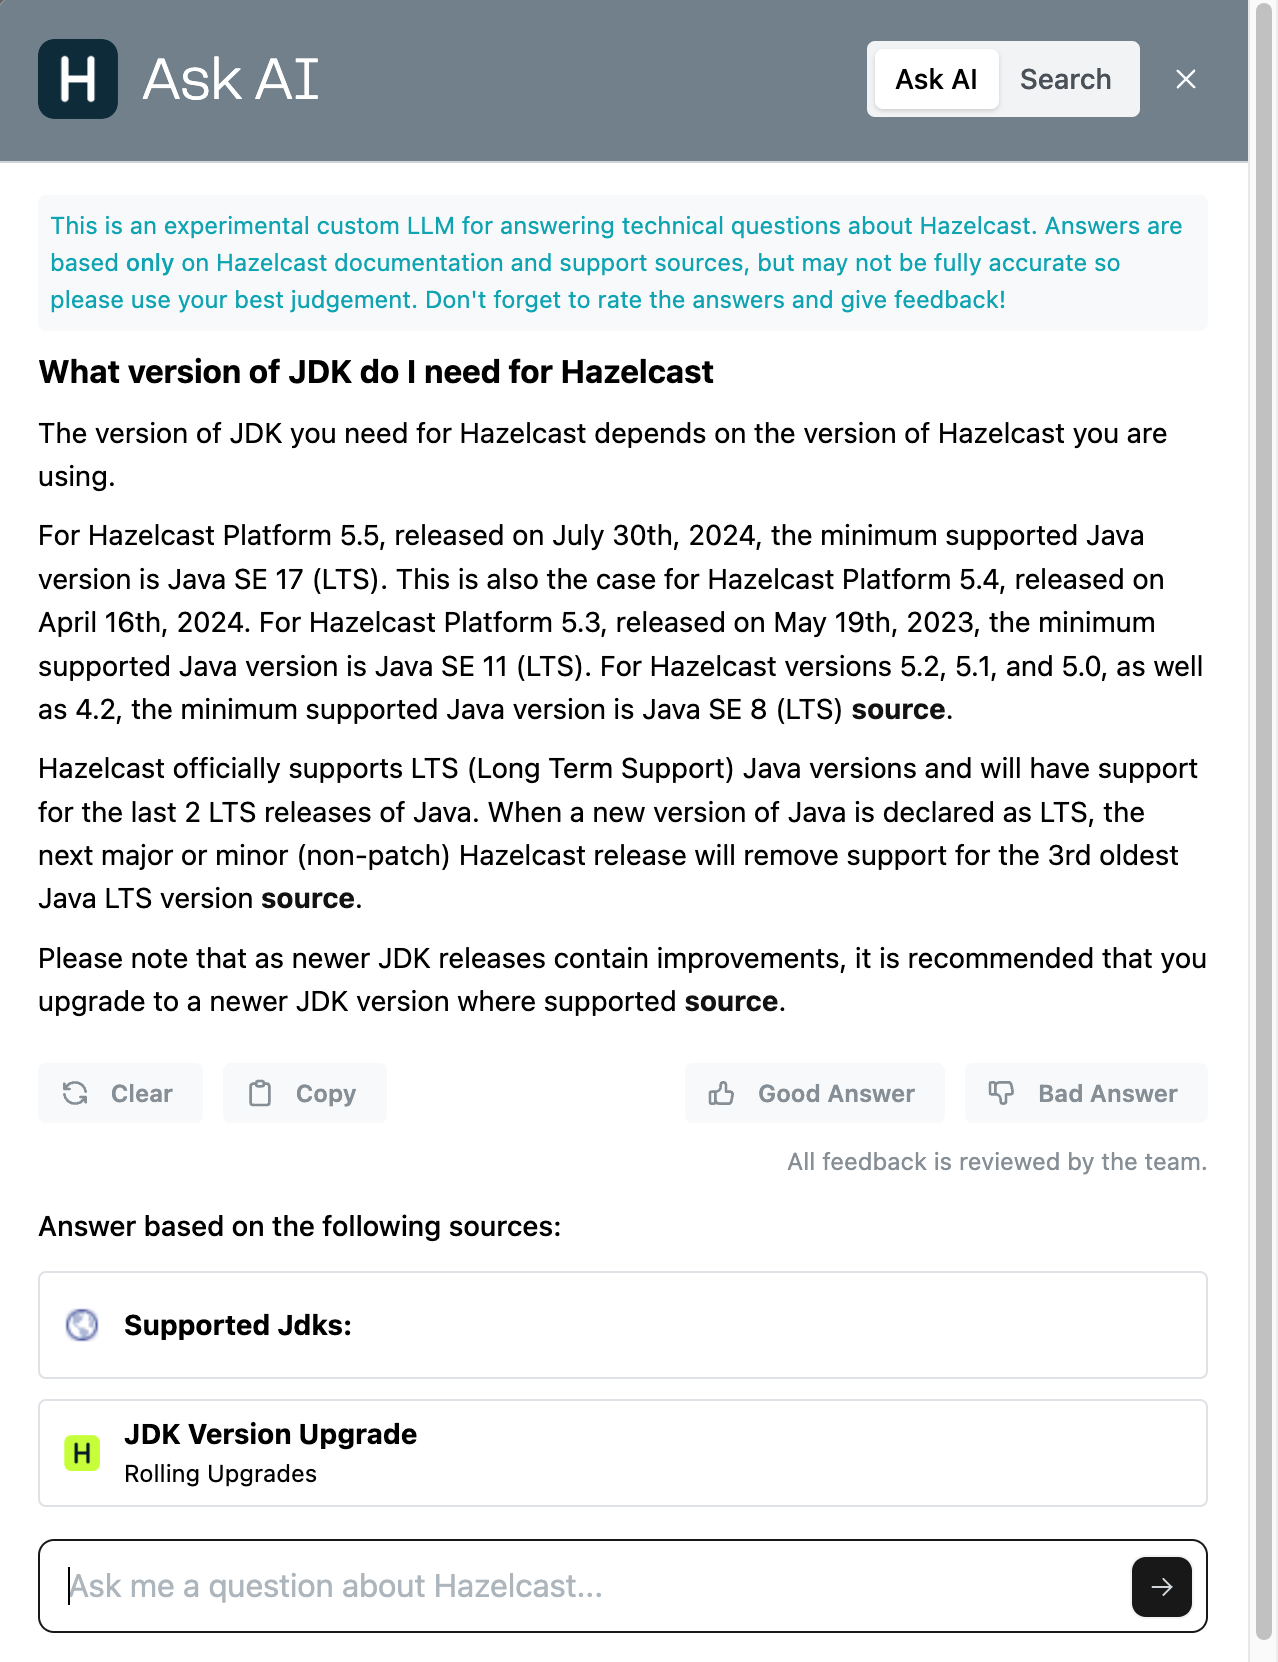 H Ask AI
Ask AI Search
This is an experimental custom LLM for answering technical questions about Hazelcast. Answers are
based only on Hazelcast documentation and support sources, but may not be fully accurate so
please use your best judgement. Don't forget to rate the answers and give feedback!
What version of JDK do I need for Hazelcast
The version of JDK you need for Hazelcast depends on the version of Hazelcast you are
using.
For Hazelcast Platform 5.5, released on July 30th, 2024, the minimum supported Java
version is Java SE 17 (LTS). This is also the case for Hazelcast Platform 5.4, released on
April 16th, 2024. For Hazelcast Platform 5.3, released on May 19th, 2023, the minimum
supported Java version is Java SE 11 (LTS). For Hazelcast versions 5.2, 5.1, and 5.0, as well
as 4.2, the minimum supported Java version is Java SE 8 (LTS) source.
Hazelcast officially supports LTS (Long Term Support) Java versions and will have support
for the last 2 LTS releases of Java. When a new version of Java is declared as LTS, the
next major or minor (non-patch) Hazelcast release will remove support for the 3rd oldest
Java LTS version source.
Please note that as newer JDK releases contain improvements, it is recommended that you
upgrade to a newer JDK version where supported source.
Clear Copy Good Answer Bad Answer
All feedback is reviewed by the team.
Answer based on the following sources:
Supported Jdks:
H JDK Version Upgrade
Rolling Upgrades
Ask me a question about Hazelcast...